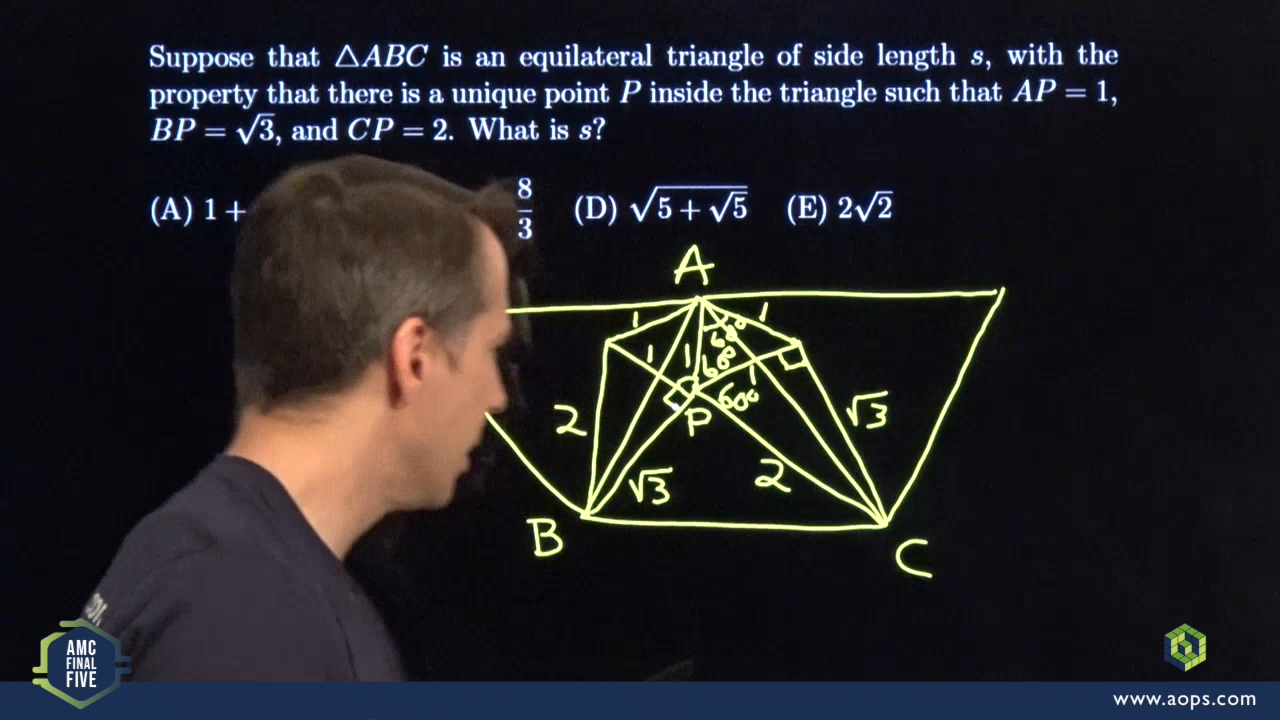 Suppose that △ABC is an equilateral triangle of side length s, with the
property that there is a unique point P inside the triangle such that AP = 1,
BP = √3, and CP = 2. What is s?
(A) 1 + 8/3 (D) √(5 + √5) (E) 2√2
A
1 1
1 1 60°
60° 1
60°
P
2 √3
√3 2
B
C
AMC
FINAL
FIVE
www.aops.com